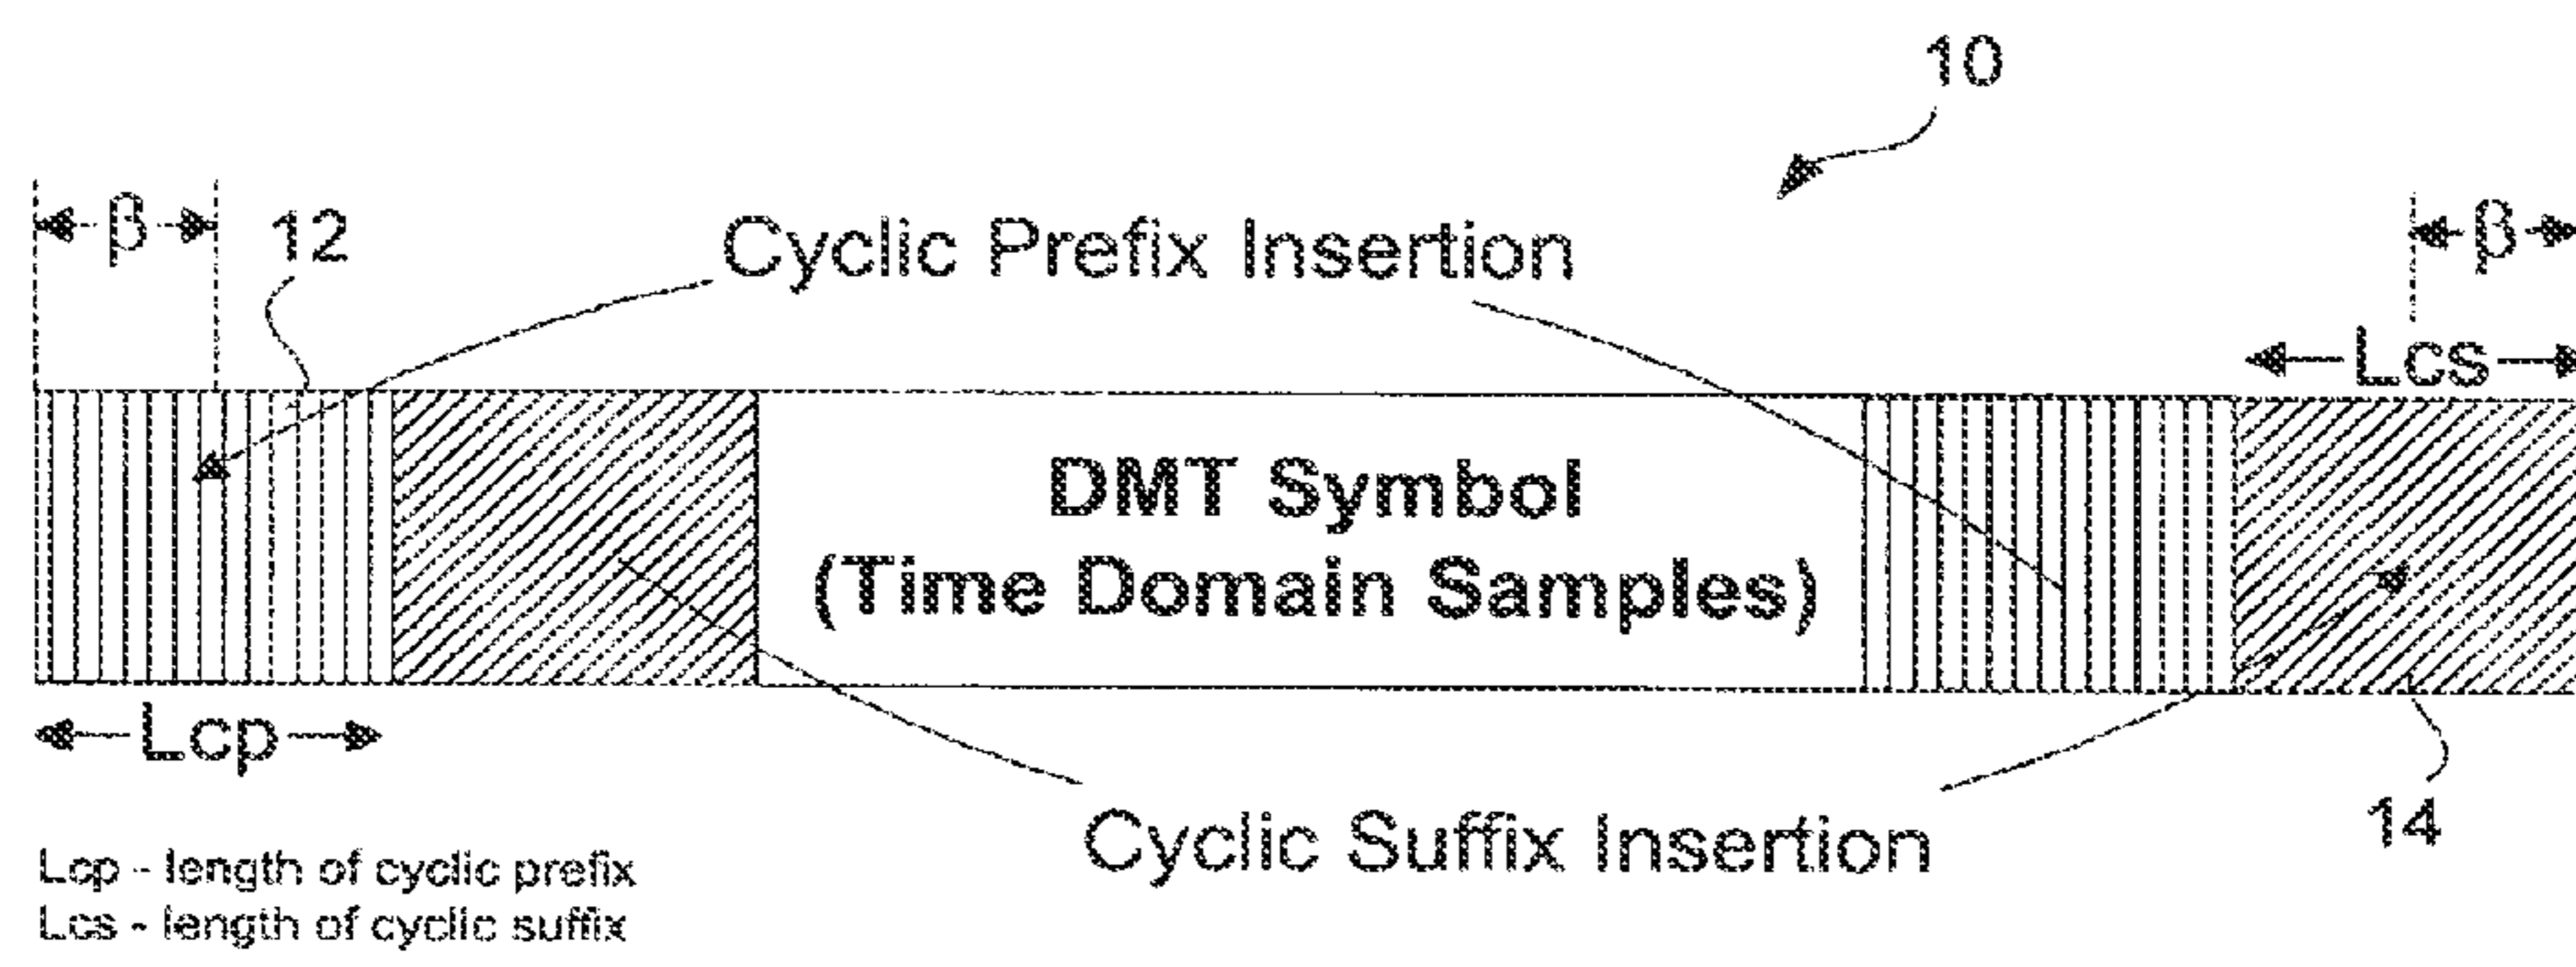 10
β
12
Cyclic Prefix Insertion
β
Lcs
DMT Symbol
(Time Domain Samples)
Lcp
Cyclic Suffix Insertion
14
Lcp - length of cyclic prefix
Lcs - length of cyclic suffix